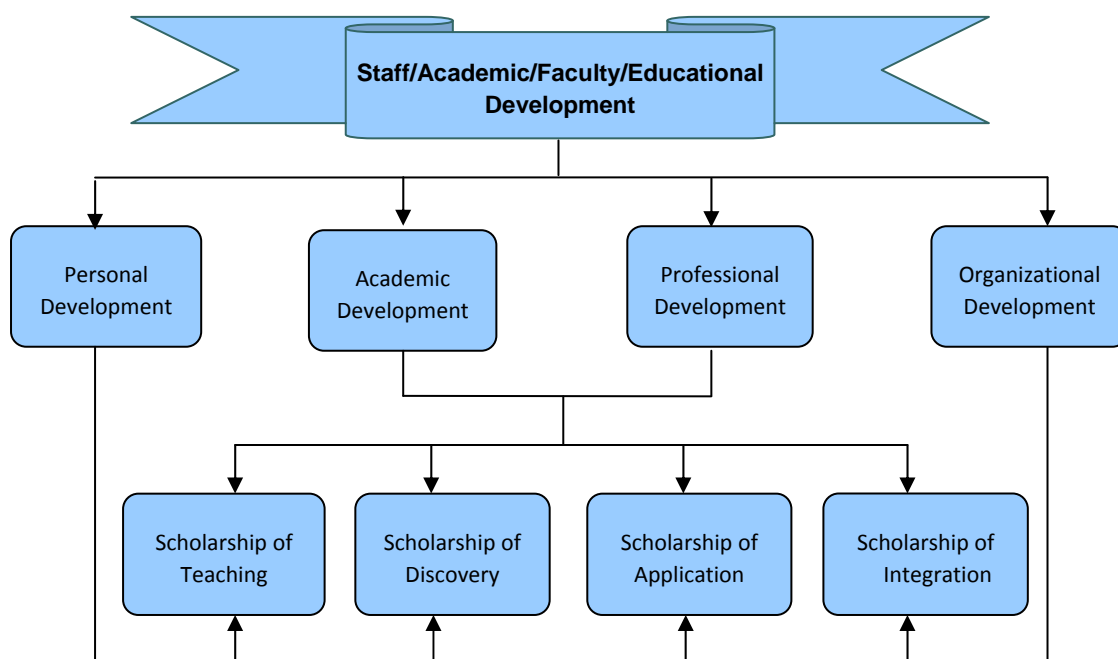 Staff/Academic/Faculty/Educational
Development
Personal
Development
Academic
Development
Professional
Development
Organizational
Development
Scholarship of
Teaching
Scholarship of
Discovery
Scholarship of
Application
Scholarship of
Integration